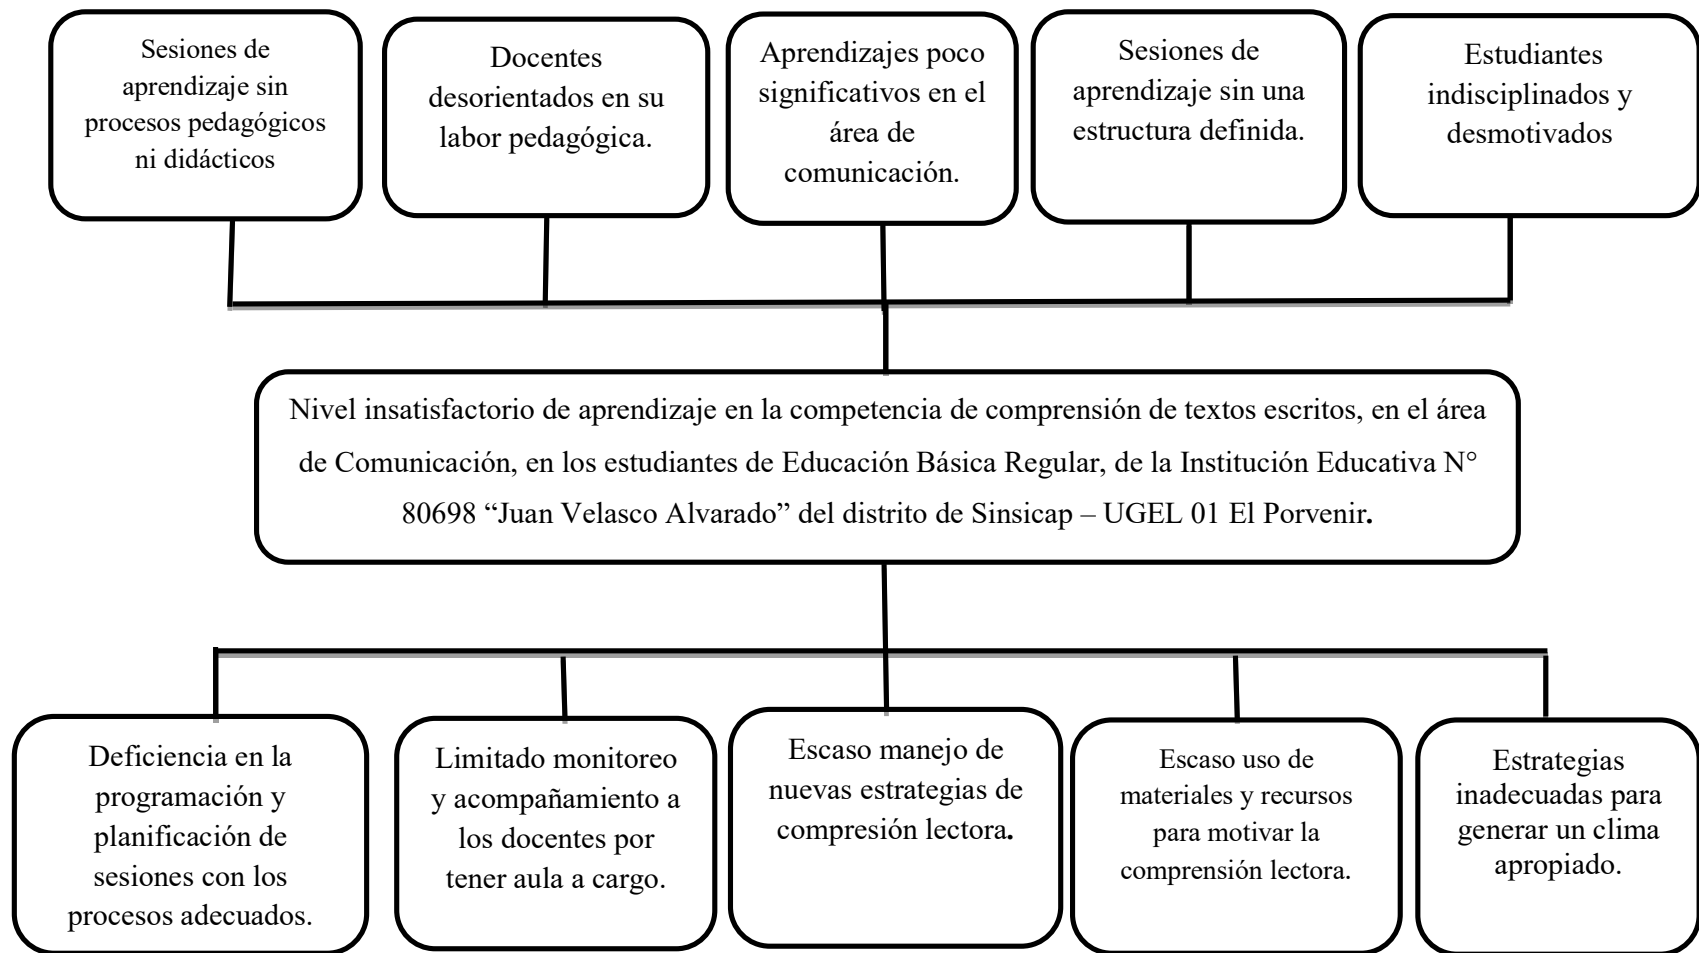 Sesiones de
aprendizaje sin
procesos pedagógicos
ni didácticos
Docentes
desorientados en su
labor pedagógica.
Aprendizajes poco
significativos en el
área de
comunicación.
Sesiones de
aprendizaje sin una
estructura definida.
Estudiantes
indisciplinados y
desmotivados
Nivel insatisfactorio de aprendizaje en la competencia de comprensión de textos escritos, en el área
de Comunicación, en los estudiantes de Educación Básica Regular, de la Institución Educativa N°
80698 “Juan Velasco Alvarado” del distrito de Sinsicap – UGEL 01 El Porvenir.
Deficiencia en la
programación y
planificación de
sesiones con los
procesos adecuados.
Limitado monitoreo
y acompañamiento a
los docentes por
tener aula a cargo.
Escaso manejo de
nuevas estrategias de
compresión lectora.
Escaso uso de
materiales y recursos
para motivar la
comprensión lectora.
Estrategias
inadecuadas para
generar un clima
apropiado.